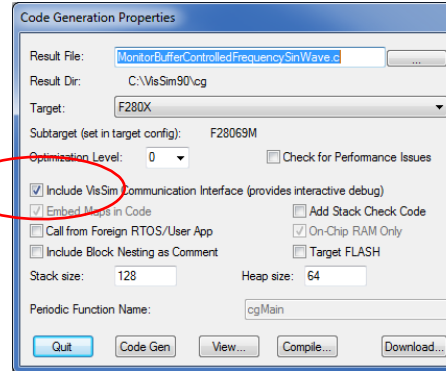 Code Generation Properties
Result File: MonitorBufferControlledFrequencySinWave.c ...
Result Dir: C:\VisSim90\cg
Target: F280X
Subtarget (set in target config): F28069M
Optimization Level: 0 Check for Performance Issues
Include VisSim Communication Interface (provides interactive debug)
Embed Maps in Code Add Stack Check Code
Call from Foreign RTOS/User App On-Chip RAM Only
Include Block Nesting as Comment Target FLASH
Stack size: 128 Heap size: 64
Periodic Function Name: cgMain
Quit Code Gen View... Compile... Download...